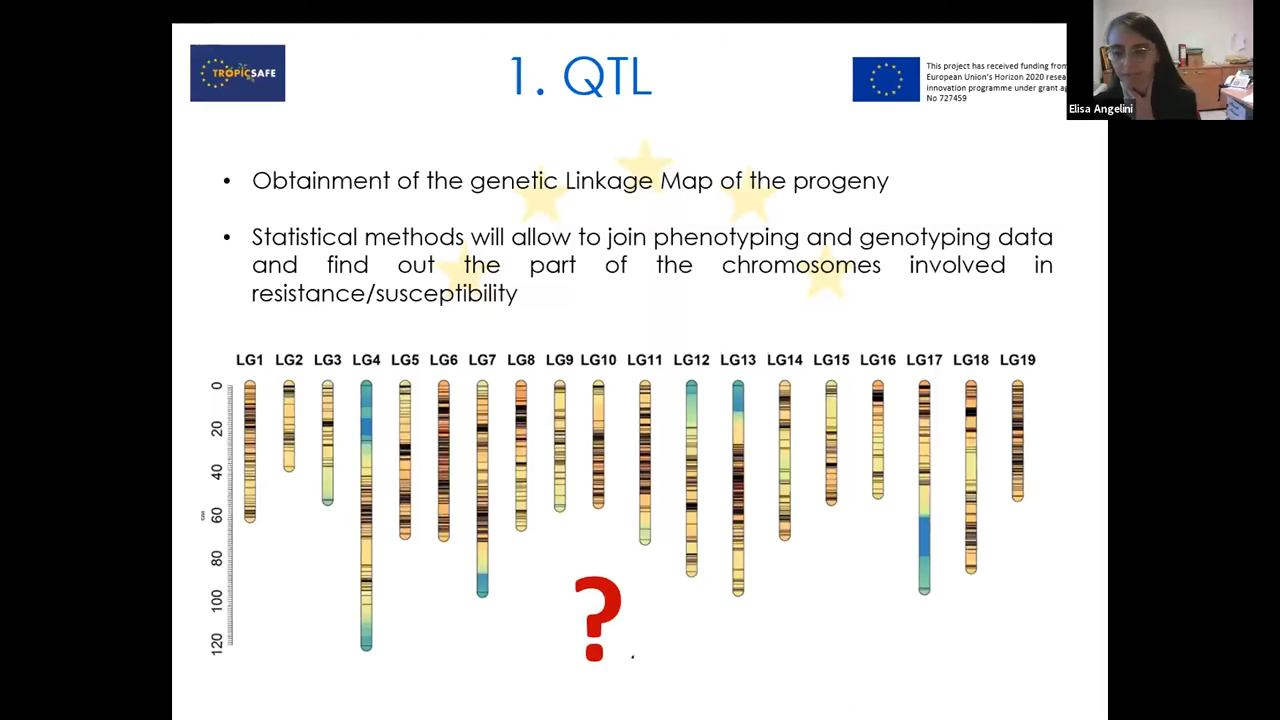 TROPICSAFE
1. QTL
This project has received funding from
European Union's Horizon 2020 resea
innovation programme under grant ag
No 727459
Elisa Angelini
• Obtainment of the genetic Linkage Map of the progeny
• Statistical methods will allow to join phenotyping and genotyping data
and find out the part of the chromosomes involved in
resistance/susceptibility
LG1 LG2 LG3 LG4 LG5 LG6 LG7 LG8 LG9 LG10 LG11 LG12 LG13 LG14 LG15 LG16 LG17 LG18 LG19
0
20
40
60
80
100
120
cM
?